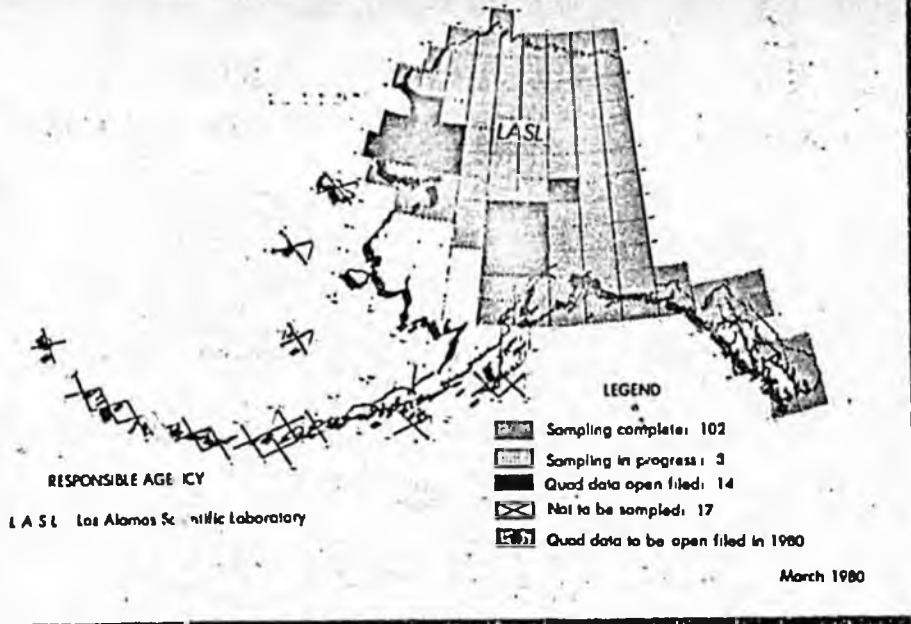 LASL
LEGEND
Sampling complete: 102
Sampling in progress: 3
Quad data open filed: 14
Not to be sampled: 17
Quad data to be open filed in 1980
RESPONSIBLE AGE ICY
L A S L Los Alamos Sc ntific Laboratory
March 1980